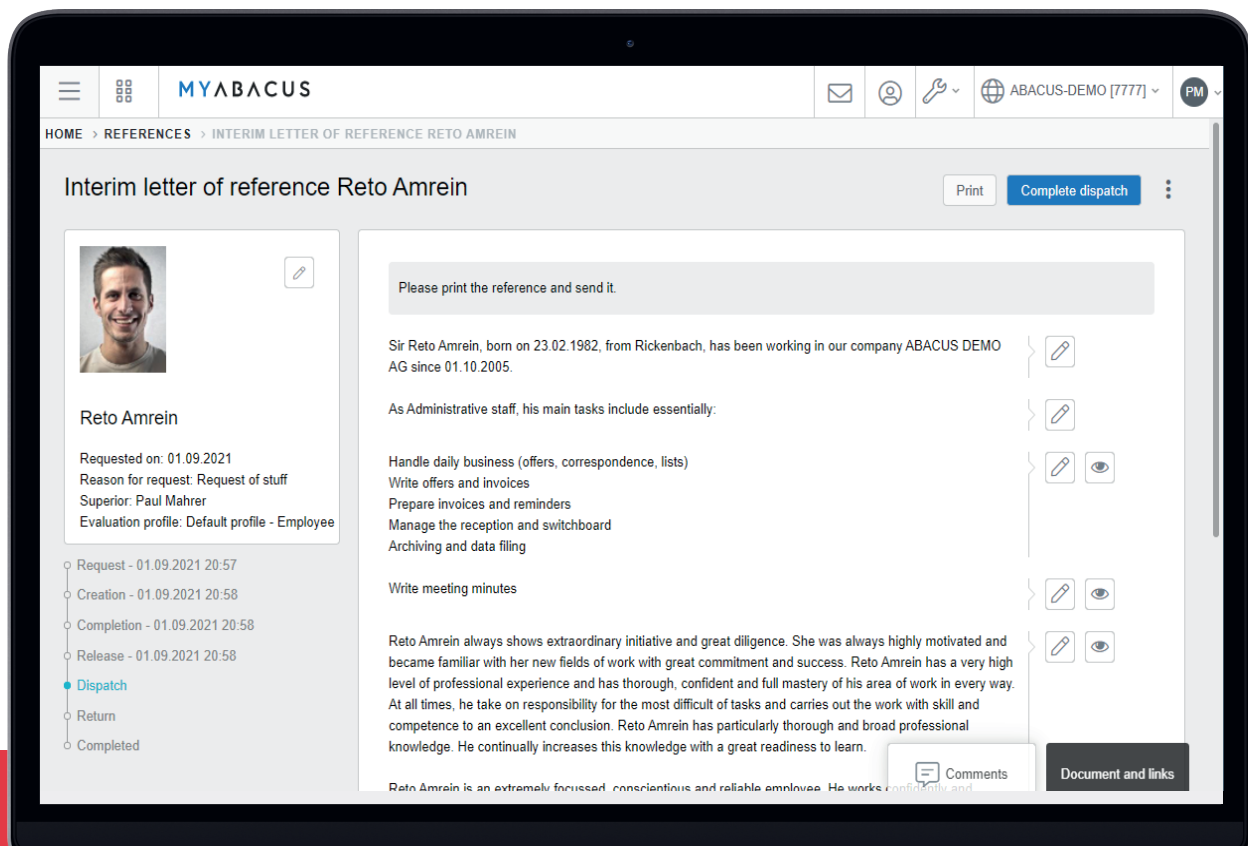 MYABACUS
ABACUS-DEMO [7777]
PM
HOME > REFERENCES > INTERIM LETTER OF REFERENCE RETO AMREIN
Interim letter of reference Reto Amrein
Print
Complete dispatch
Reto Amrein
Requested on: 01.09.2021
Reason for request: Request of stuff
Superior: Paul Mahrer
Evaluation profile: Default profile - Employee
Request - 01.09.2021 20:57
Creation - 01.09.2021 20:58
Completion - 01.09.2021 20:58
Release - 01.09.2021 20:58
Dispatch
Return
Completed
Please print the reference and send it.
Sir Reto Amrein, born on 23.02.1982, from Rickenbach, has been working in our company ABACUS DEMO
AG since 01.10.2005.
As Administrative staff, his main tasks include essentially:
Handle daily business (offers, correspondence, lists)
Write offers and invoices
Prepare invoices and reminders
Manage the reception and switchboard
Archiving and data filing
Write meeting minutes
Reto Amrein always shows extraordinary initiative and great diligence. She was always highly motivated and
became familiar with her new fields of work with great commitment and success. Reto Amrein has a very high
level of professional experience and has thorough, confident and full mastery of his area of work in every way.
At all times, he take on responsibility for the most difficult of tasks and carries out the work with skill and
competence to an excellent conclusion. Reto Amrein has particularly thorough and broad professional
knowledge. He continually increases this knowledge with a great readiness to learn.
Reto Amrein is an extremely focussed, conscientious and reliable employee. He works confidently and
Comments
Document and links